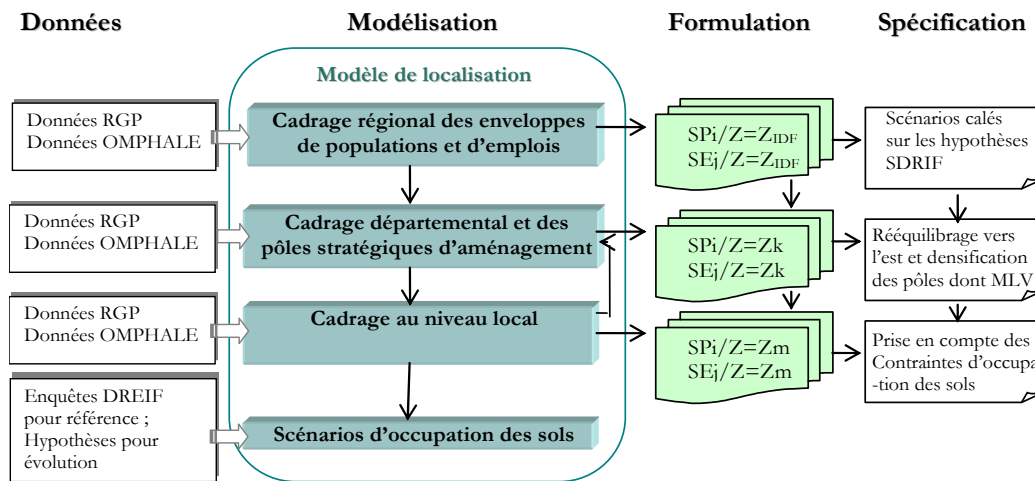 Données
Modélisation
Formulation
Spécification
Modèle de localisation
Données RGP
Données OMPHALE
Cadrage régional des enveloppes
de populations et d'emplois
SPi/Z=ZIDF
SEj/Z=ZIDF
Scénarios calés
sur les hypothèses
SDRIF
Données RGP
Données OMPHALE
Cadrage départemental et des
pôles stratégiques d'aménagement
SPi/Z=Zk
SEj/Z=Zk
Rééquilibrage vers
l'est et densification
des pôles dont MLV
Données RGP
Données OMPHALE
Cadrage au niveau local
SPi/Z=Zm
SEj/Z=Zm
Prise en compte des
Contraintes d'occupa
-tion des sols
Enquêtes DREIF
pour référence ;
Hypothèses pour
évolution
Scénarios d'occupation des sols